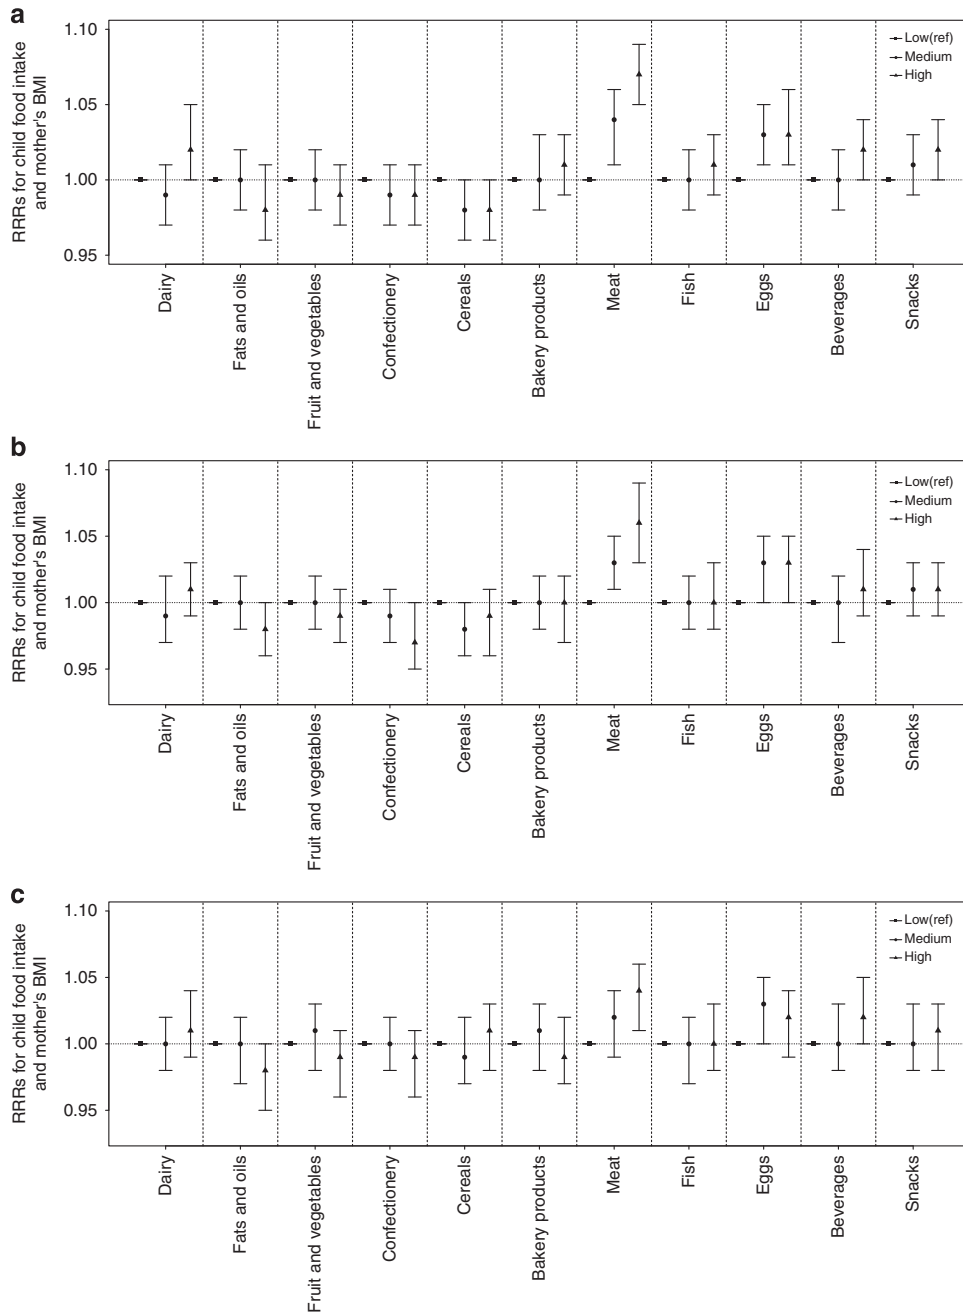 a
RRRs for child food intake
and mother's BMI
1.10
1.05
1.00
0.95
Low(ref)
Medium
High
Dairy
Fats and oils
Fruit and vegetables
Confectionery
Cereals
Bakery products
Meat
Fish
Eggs
Beverages
Snacks
b
RRRs for child food intake
and mother's BMI
1.10
1.05
1.00
0.95
Low(ref)
Medium
High
Dairy
Fats and oils
Fruit and vegetables
Confectionery
Cereals
Bakery products
Meat
Fish
Eggs
Beverages
Snacks
c
RRRs for child food intake
and mother's BMI
1.10
1.05
1.00
0.95
Low(ref)
Medium
High
Dairy
Fats and oils
Fruit and vegetables
Confectionery
Cereals
Bakery products
Meat
Fish
Eggs
Beverages
Snacks